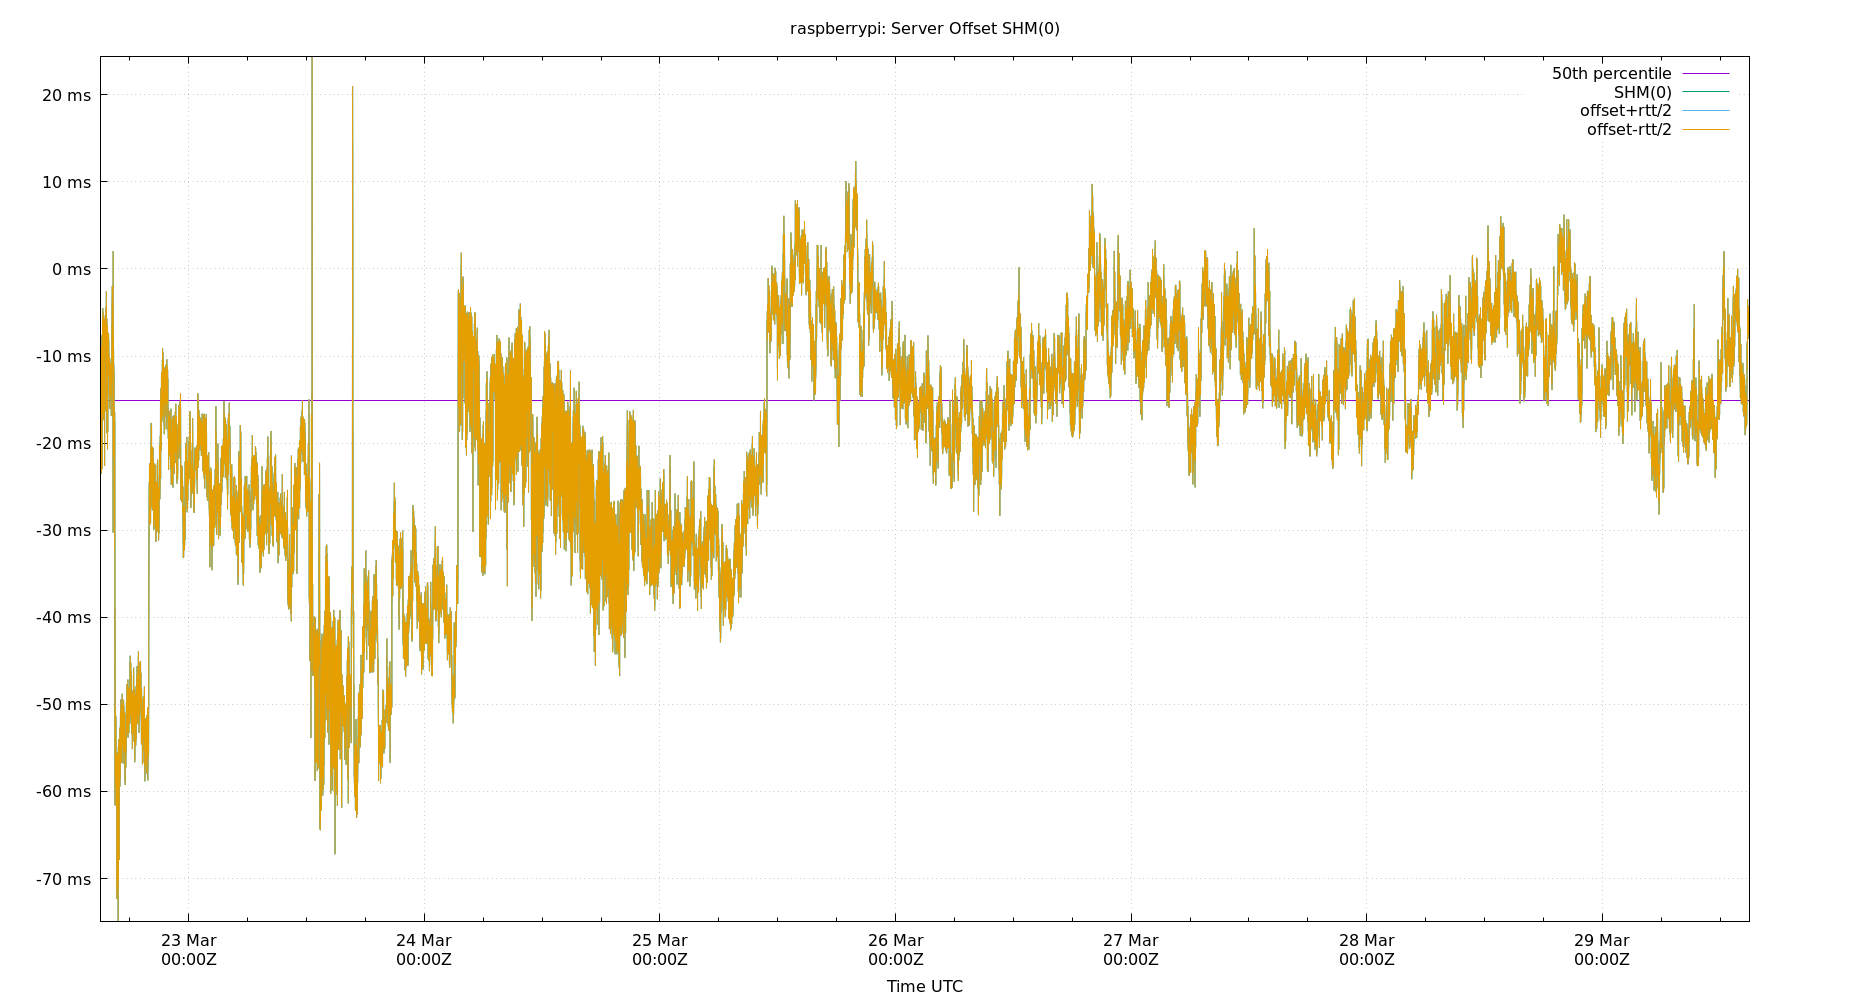 raspberrypi: Server Offset SHM(0)
50th percentile
SHM(0)
offset+rtt/2
offset-rtt/2
20 ms
10 ms
0 ms
-10 ms
-20 ms
-30 ms
-40 ms
-50 ms
-60 ms
-70 ms
23 Mar 24 Mar 25 Mar 26 Mar 27 Mar 28 Mar 29 Mar
00:00Z 00:00Z 00:00Z 00:00Z 00:00Z 00:00Z 00:00Z
Time UTC